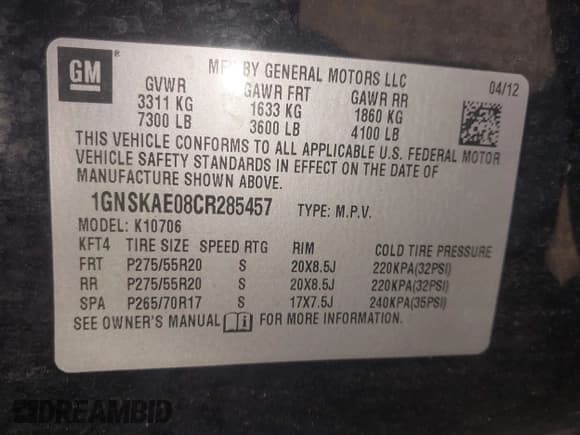 GM ®
MFD BY GENERAL MOTORS LLC
04/12
GVWR GAWR FRT GAWR RR
3311 KG 1633 KG 1860 KG
7300 LB 3600 LB 4100 LB
THIS VEHICLE CONFORMS TO ALL APPLICABLE U.S. FEDERAL MOTOR
VEHICLE SAFETY STANDARDS IN EFFECT ON THE DATE OF
MANUFACTURE SHOWN ABOVE.
1GNSKAE08CR285457 TYPE: M.P.V.
MODEL: K10706
KFT4 TIRE SIZE SPEED RTG RIM COLD TIRE PRESSURE
FRT P275/55R20 S 20X8.5J 220KPA(32PSI)
RR P275/55R20 S 20X8.5J 220KPA(32PSI)
SPA P265/70R17 S 17X7.5J 240KPA(35PSI)
SEE OWNER'S MANUAL i FOR MORE INFORMATION.
DREAMBID